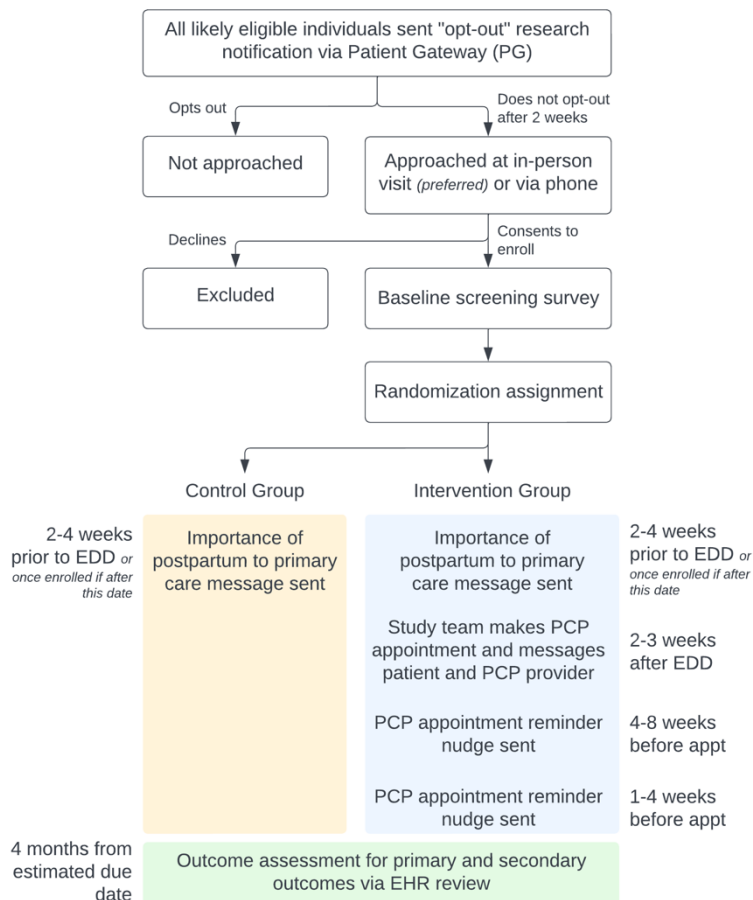 All likely eligible individuals sent "opt-out" research
notification via Patient Gateway (PG)
Opts out
Does not opt-out
after 2 weeks
Not approached
Approached at in-person
visit (preferred) or via phone
Declines
Consents to
enroll
Excluded
Baseline screening survey
Randomization assignment
Control Group
Intervention Group
2-4 weeks
prior to EDD or
once enrolled if after
this date
Importance of
postpartum to primary
care message sent
Importance of
postpartum to primary
care message sent
2-4 weeks
prior to EDD or
once enrolled if after
this date
Study team makes PCP
appointment and messages
patient and PCP provider
2-3 weeks
after EDD
PCP appointment reminder
nudge sent
4-8 weeks
before appt
PCP appointment reminder
nudge sent
1-4 weeks
before appt
4 months from
estimated due
date
Outcome assessment for primary and secondary
outcomes via EHR review